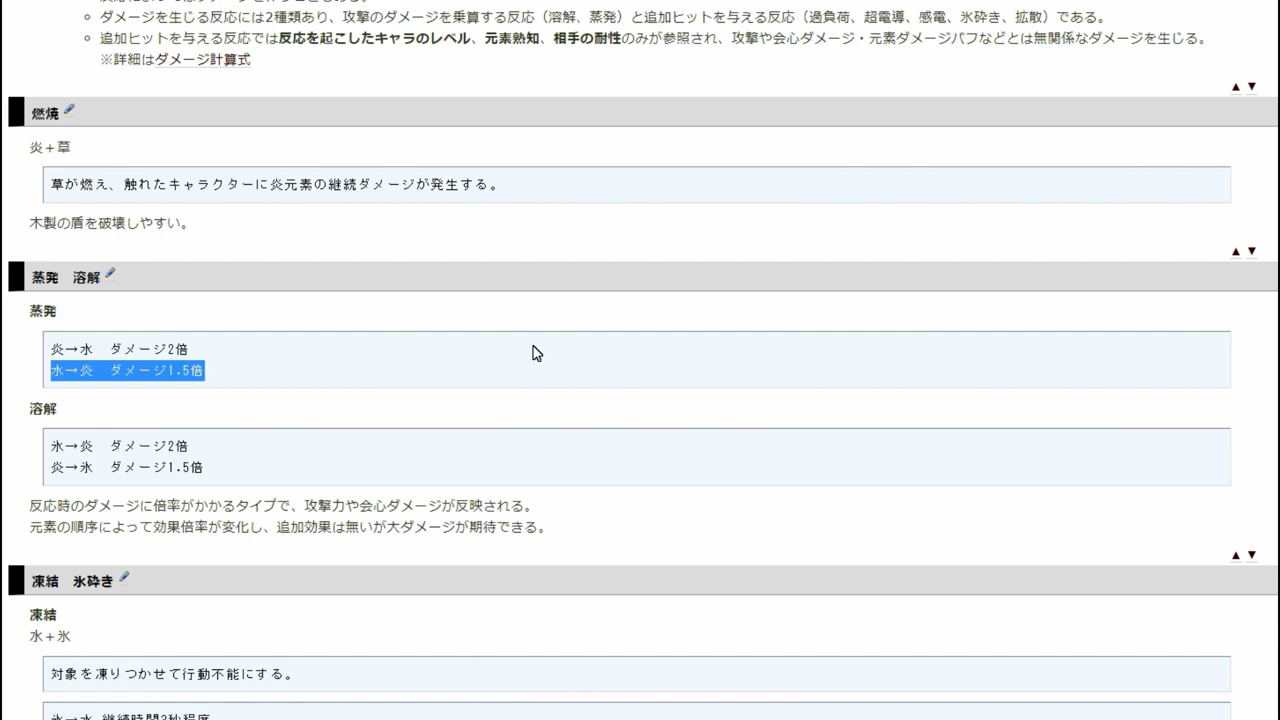 ダメージを生じる反応には2種類あり、攻撃のダメージを乗算する反応（溶解、蒸発）と追加ヒットを与える反応（過負荷、超電導、感電、氷砕き、拡散）である。
追加ヒットを与える反応では反応を起こしたキャラのレベル、元素熟知、相手の耐性のみが参照され、攻撃や会心ダメージ・元素ダメージバフなどとは無関係なダメージを生じる。
※詳細はダメージ計算式
▲ ▼
燃焼
炎＋草
草が燃え、触れたキャラクターに炎元素の継続ダメージが発生する。
木製の盾を破壊しやすい。
▲ ▼
蒸発　溶解
蒸発
炎→水　ダメージ2倍
水→炎　ダメージ1.5倍
溶解
氷→炎　ダメージ2倍
炎→氷　ダメージ1.5倍
反応時のダメージに倍率がかかるタイプで、攻撃力や会心ダメージが反映される。
元素の順序によって効果倍率が変化し、追加効果は無いが大ダメージが期待できる。
▲ ▼
凍結　氷砕き
凍結
水＋氷
対象を凍りつかせて行動不能にする。